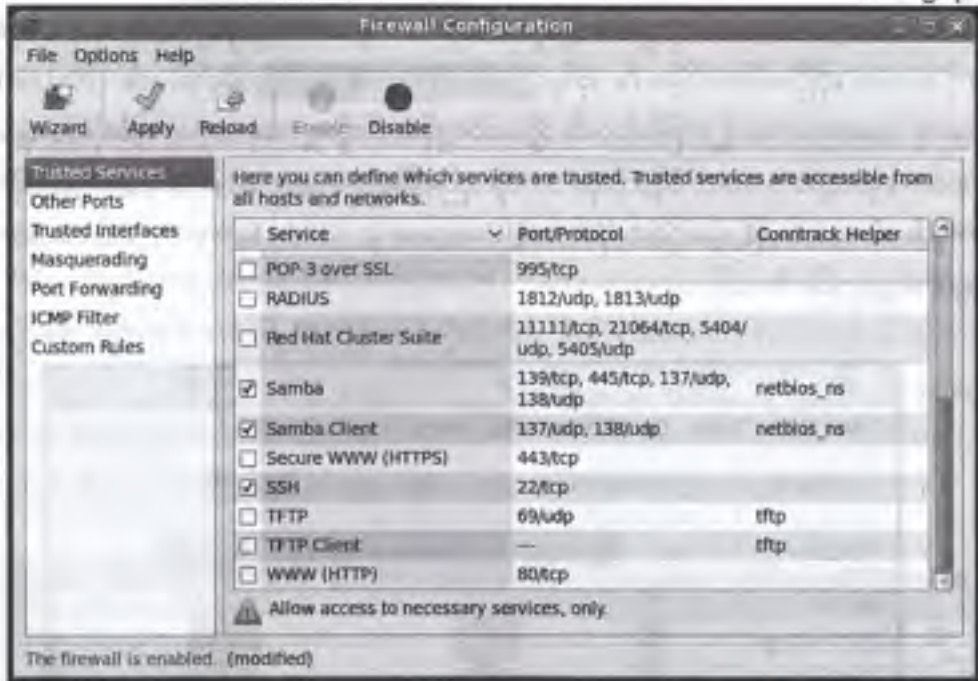 Firewall Configuration
File Options Help
Wizard Apply Reload Enable Disable
Trusted Services
Other Ports
Trusted Interfaces
Masquerading
Port Forwarding
ICMP Filter
Custom Rules
Here you can define which services are trusted. Trusted services are accessible from
all hosts and networks.
Service Port/Protocol Conntrack Helper
POP-3 over SSL 995/tcp
RADIUS 1812/udp, 1813/udp
Red Hat Cluster Suite 11111/tcp, 21064/tcp, 5404/
udp, 5405/udp
Samba 139/tcp, 445/tcp, 137/udp,
138/udp netbios_ns
Samba Client 137/udp, 138/udp netbios_ns
Secure WWW (HTTPS) 443/tcp
SSH 22/tcp
TFTP 69/udp tftp
TFTP Client — tftp
WWW (HTTP) 80/tcp
Allow access to necessary services, only.
The firewall is enabled. (modified)